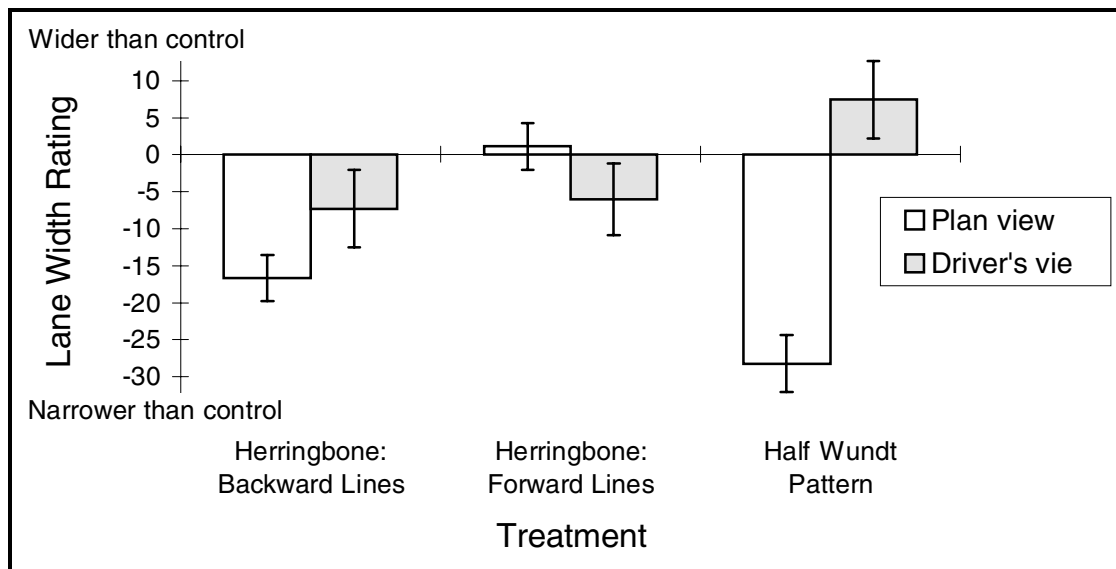 Wider than control
10
5
0
-5
-10
-15
-20
-25
-30
Lane Width Rating
Narrower than control
Plan view
Driver's vie
Herringbone:
Backward Lines
Herringbone:
Forward Lines
Half Wundt
Pattern
Treatment